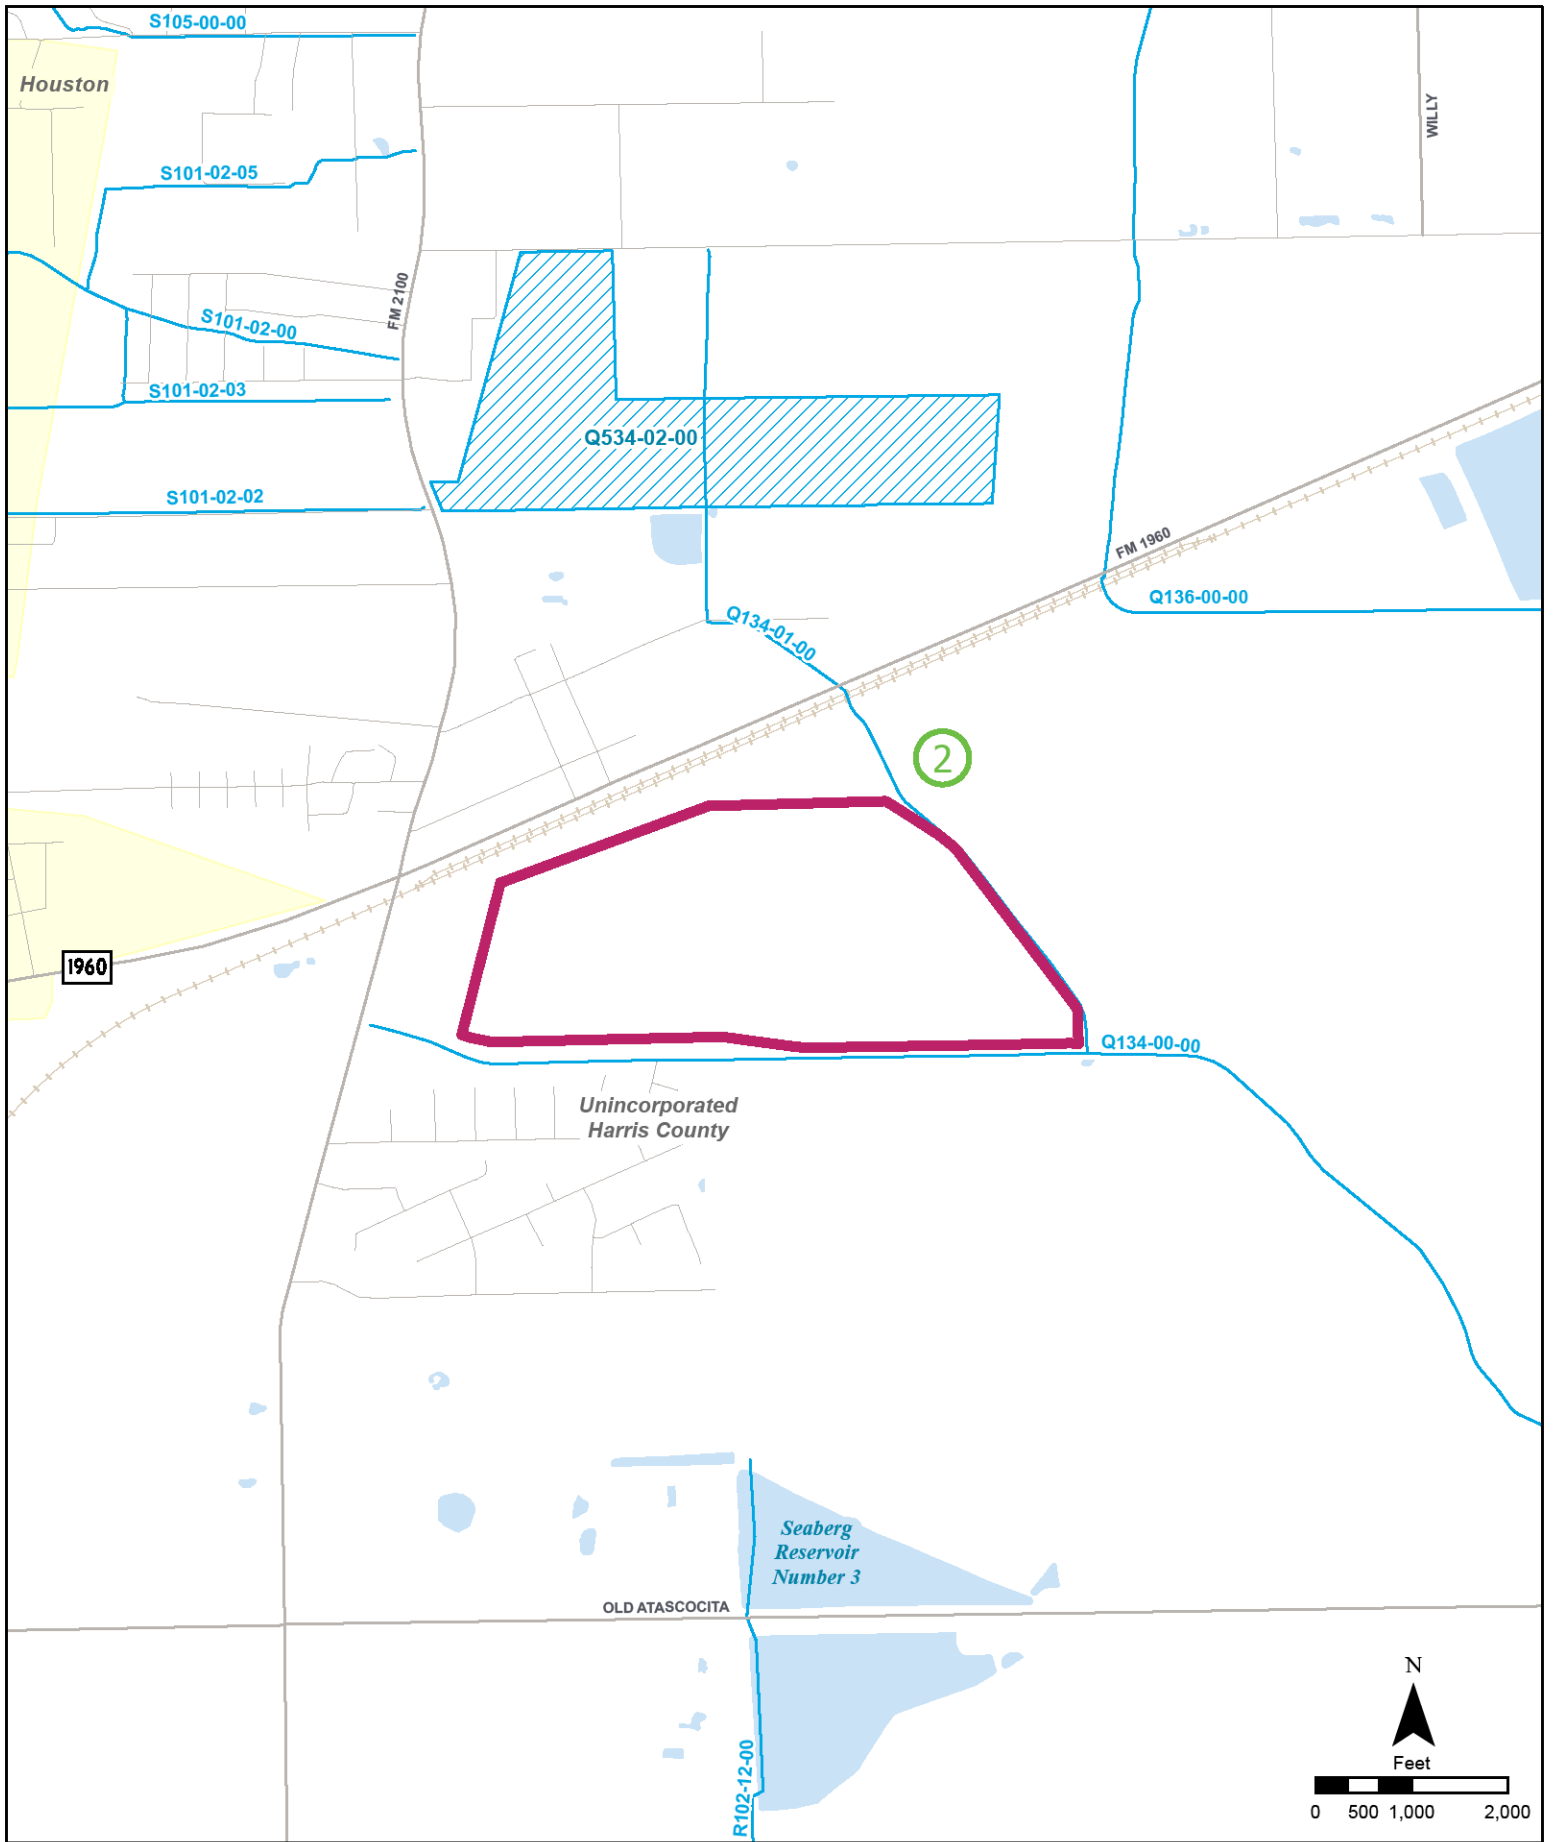 S105-00-00
Houston
WILLY
S101-02-05
FM 2100
S101-02-00
S101-02-03
Q534-02-00
S101-02-02
FM 1960
Q136-00-00
Q134-01-00
2
1960
Q134-00-00
Unincorporated
Harris County
Seaberg
Reservoir
Number 3
OLD ATASCOCITA
R102-12-00
N
Feet
0 500 1,000 2,000